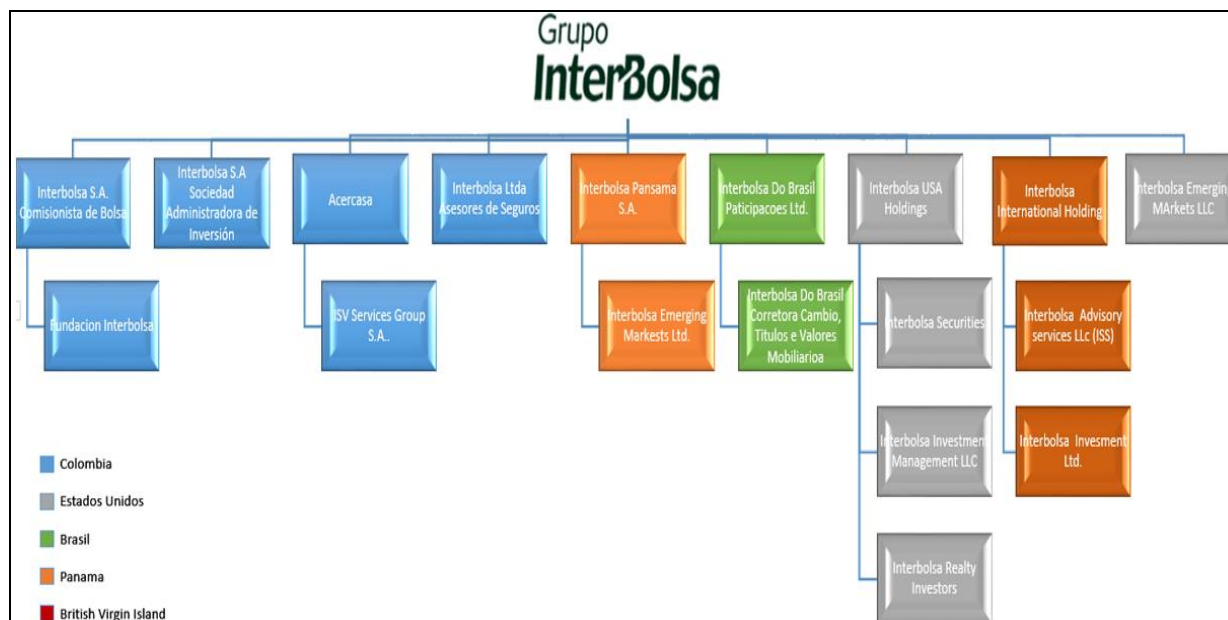 Grupo
InterBolsa
Interbolsa S.A.
Comisionista de Bolsa
Interbolsa S.A
Sociedad
Administradora de
Inversión
Acercasa
Interbolsa Ltda
Asesores de Seguros
Interbolsa Pansama
S.A.
Interbolsa Do Brasil
Paticipacoes Ltd.
Interbolsa USA
Holdings
Interbolsa
International Holding
Interbolsa Emerging
MArkets LLC
Fundacion Interbolsa
ISV Services Group
S.A..
Interbolsa Emerging
Markests Ltd.
Interbolsa Do Brasil
Corretora Cambio,
Titulos e Valores
Mobiliarioa
Interbolsa Securities
Interbolsa Advisory
services LLc (ISS)
Interbolsa Investment
Management LLC
Interbolsa Invesment
Ltd.
Interbolsa Realty
Investors
Colombia
Estados Unidos
Brasil
Panama
British Virgin Island